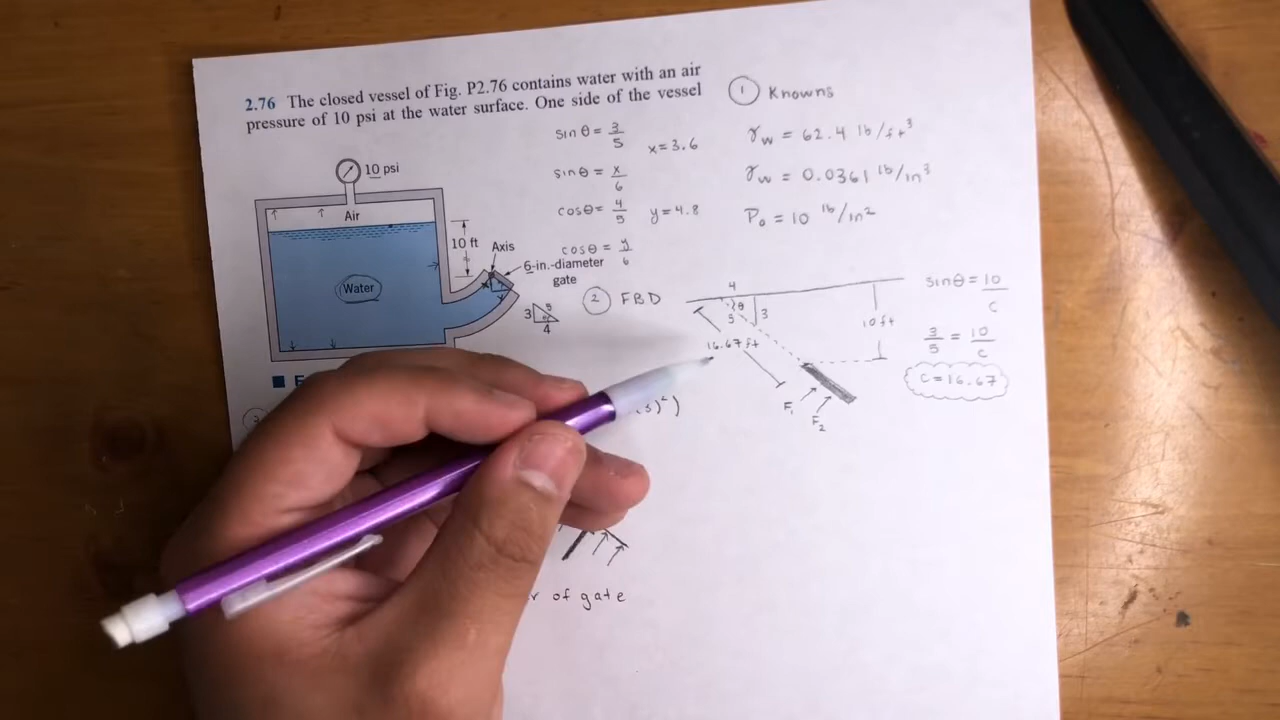 2.76 The closed vessel of Fig. P2.76 contains water with an air
pressure of 10 psi at the water surface. One side of the vessel
10 psi
Air
10 ft
Axis
6-in.-diameter
gate
Water
3
5
θ
4
sin θ = 3/5
x = 3.6
sin θ = x/6
cos θ = 4/5
y = 4.8
cos θ = y/6
① Knowns
γw = 62.4 lb/ft³
γw = 0.0361 lb/in³
P₀ = 10 lb/in²
② FBD
4
θ
5
3
16.67 ft
10 ft
F₁
F₂
sin θ = 10/c
3/5 = 10/c
c = 16.67
③
)²)
of gate